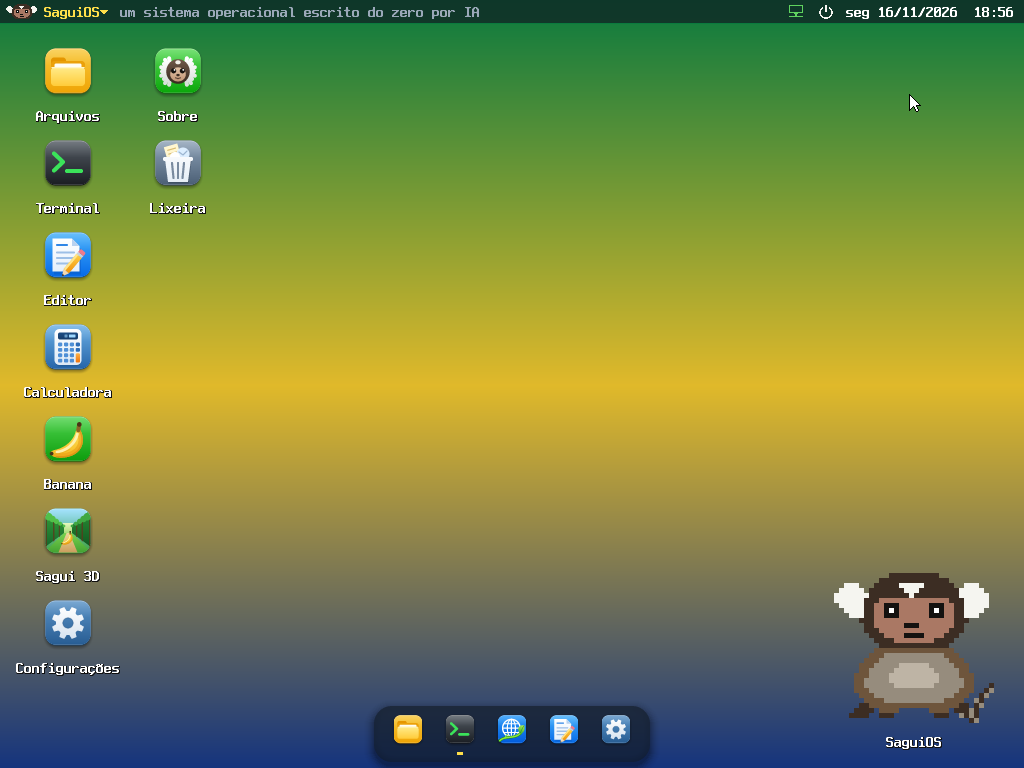 SaguiOS um sistema operacional escrito do zero por IA seg 16/11/2026 18:56
Arquivos Sobre
Terminal Lixeira
Editor
Calculadora
Banana
Sagui 3D
Configurações
SaguiOS